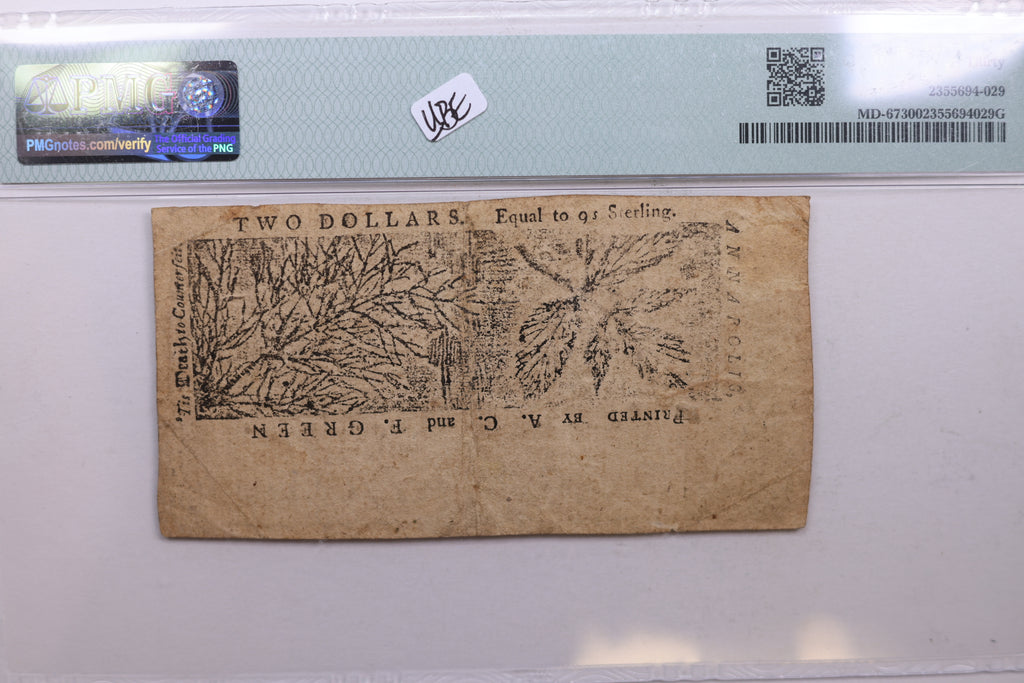 PMG
PMGnotes.com/verify
The Official Grading
Service of the PNG
2355694-029
MD-673002355694029G
TWO DOLLARS. Equal to 9s Sterling.
'Tis Death to Counterfeit.
ANNAPOLIS
PRINTED BY A. C. and F. GREEN